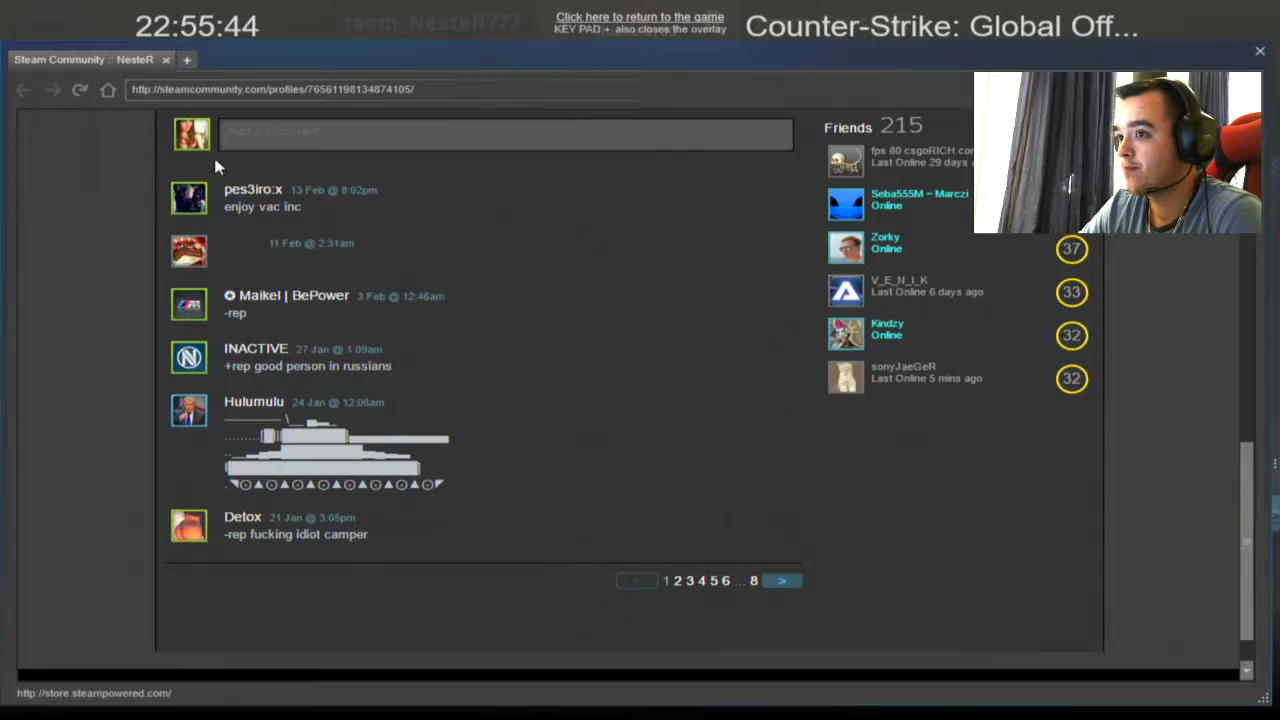 22:55:44
team NesteR777
Click here to return to the game
KEY PAD + also closes the overlay
Counter-Strike: Global Off...
Steam Community :: NesteR
http://steamcommunity.com/profiles/76561198134874105/
Add a comment
Friends 215
fps 80 csgoRICH.com
Last Online 29 days a
Seba555M ~ Marczi
Online
Zorky
Online
37
V_E_N_I_K
Last Online 6 days ago
33
Kindzy
Online
32
sonyJaeGeR
Last Online 5 mins ago
32
pes3iro:x 13 Feb @ 8:02pm
enjoy vac inc
11 Feb @ 2:31am
✪ Maikel | BePower 3 Feb @ 12:46am
-rep
INACTIVE 27 Jan @ 1:09am
+rep good person in russians
Hulumulu 24 Jan @ 12:08am
Detox 21 Jan @ 3:05pm
-rep fucking idiot camper
< 1 2 3 4 5 6 ... 8 >
http://store.steampowered.com/